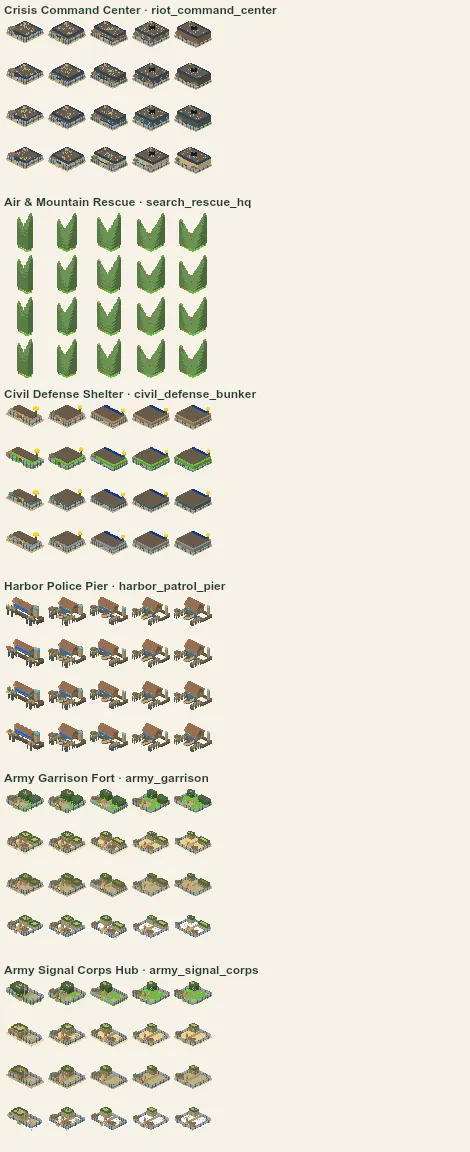 Crisis Command Center · riot_command_center
Air & Mountain Rescue · search_rescue_hq
Civil Defense Shelter · civil_defense_bunker
Harbor Police Pier · harbor_patrol_pier
Army Garrison Fort · army_garrison
Army Signal Corps Hub · army_signal_corps